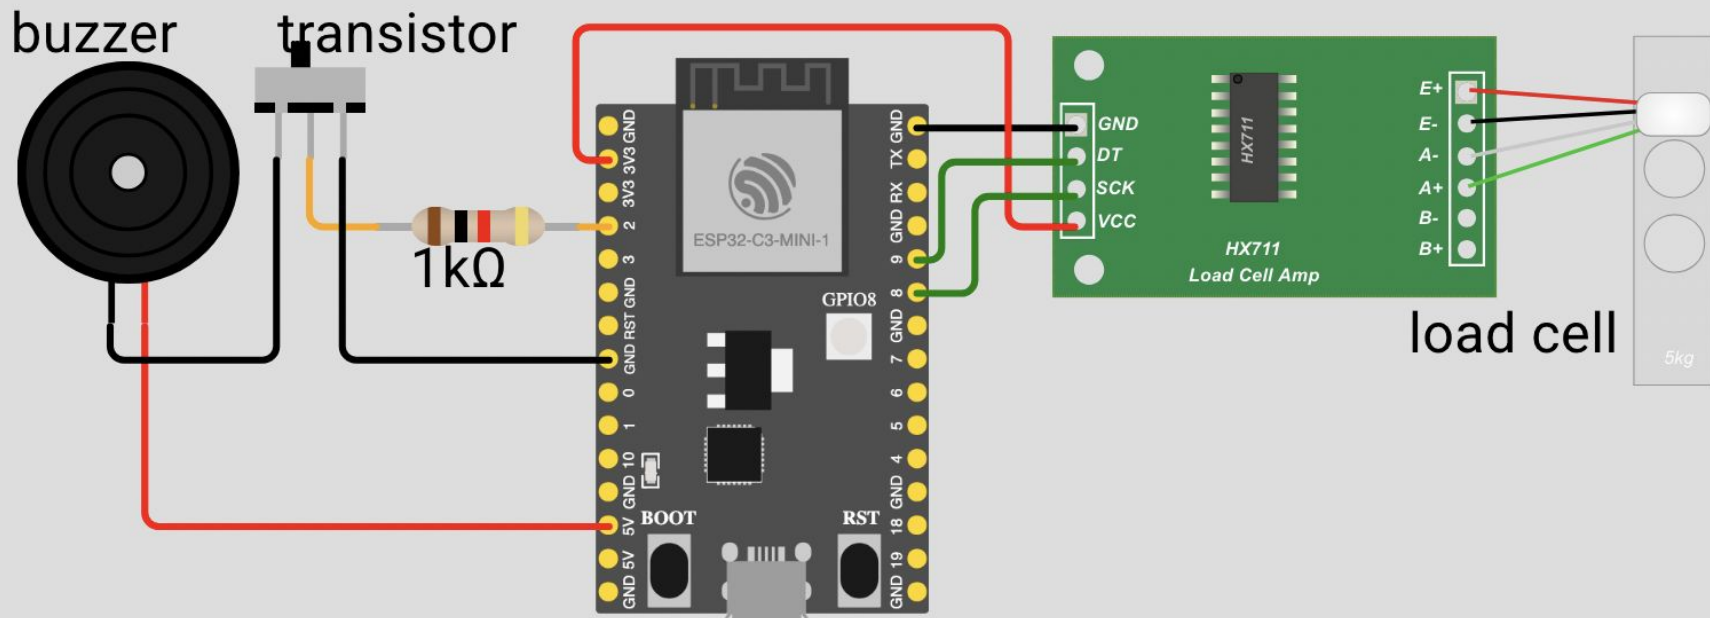 buzzer
transistor
1kΩ
GND
3V3
3V3
2
3
GND
RST
GND
0
1
10
GND
5V
5V
GND
ESP32-C3-MINI-1
GPIO8
BOOT
RST
GND
TX
RX
GND
9
8
GND
7
6
5
4
GND
18
19
GND
GND
DT
SCK
VCC
HX711
HX711
Load Cell Amp
E+
E-
A-
A+
B-
B+
load cell
5kg